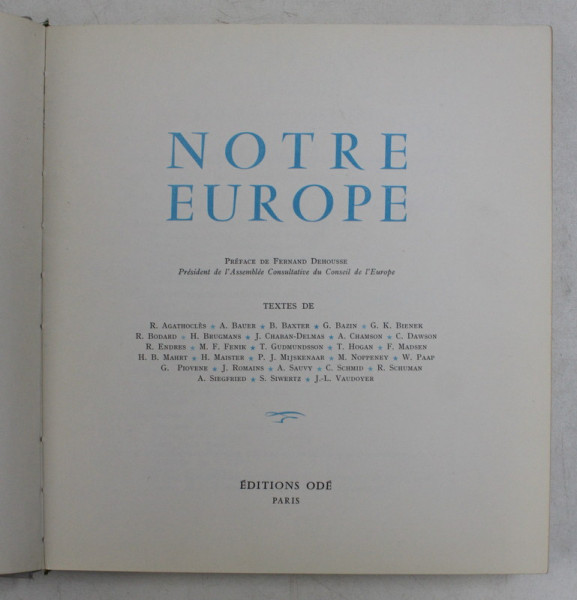 NOTRE
EUROPE
Préface de Fernand Dehousse
Président de l'Assemblée Consultative du Conseil de l'Europe
TEXTES DE
R. Agathoclès ★ A. Bauer ★ B. Baxter ★ G. Bazin ★ G. K. Bienek
R. Bodard ★ H. Brugmans ★ J. Chaban-Delmas ★ A. Chamson ★ C. Dawson
R. Endres ★ M. F. Fenik ★ T. Gudmundsson ★ T. Hogan ★ F. Madsen
H. B. Mahrt ★ H. Maister ★ P. J. Mijskenaar ★ M. Noppeney ★ W. Paap
G. Piovene ★ J. Romains ★ A. Sauvy ★ C. Schmid ★ R. Schuman
A. Siegfried ★ S. Siwertz ★ J.-L. Vaudoyer
ÉDITIONS ODÉ
PARIS